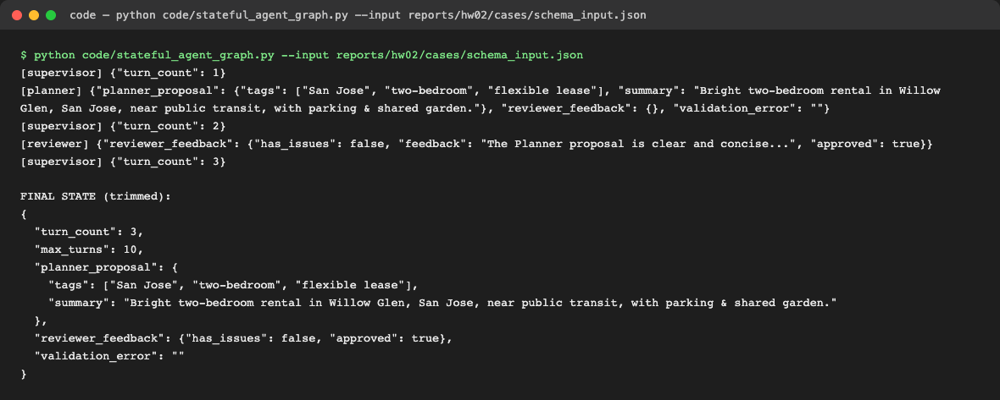 code — python code/stateful_agent_graph.py --input reports/hw02/cases/schema_input.json
$ python code/stateful_agent_graph.py --input reports/hw02/cases/schema_input.json
[supervisor] {"turn_count": 1}
[planner] {"planner_proposal": {"tags": ["San Jose", "two-bedroom", "flexible lease"], "summary": "Bright two-bedroom rental in Willow
Glen, San Jose, near public transit, with parking & shared garden."}, "reviewer_feedback": {}, "validation_error": ""}
[supervisor] {"turn_count": 2}
[reviewer] {"reviewer_feedback": {"has_issues": false, "feedback": "The Planner proposal is clear and concise...", "approved": true}}
[supervisor] {"turn_count": 3}
FINAL STATE (trimmed):
{
  "turn_count": 3,
  "max_turns": 10,
  "planner_proposal": {
    "tags": ["San Jose", "two-bedroom", "flexible lease"],
    "summary": "Bright two-bedroom rental in Willow Glen, San Jose, near public transit, with parking & shared garden."
  },
  "reviewer_feedback": {"has_issues": false, "approved": true},
  "validation_error": ""
}